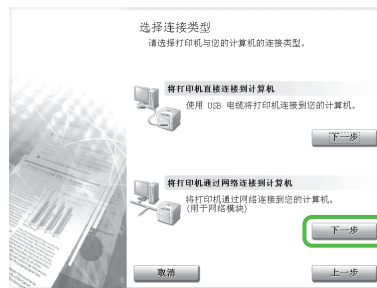 选择连接类型
请选择打印机与您的计算机的连接类型。
将打印机直接连接到计算机
使用 USB 电缆将打印机连接到您的计算机。
下一步
将打印机通过网络连接到计算机
将打印机通过网络连接到您的计算机。
(用于网络模块)
下一步
取消
上一步